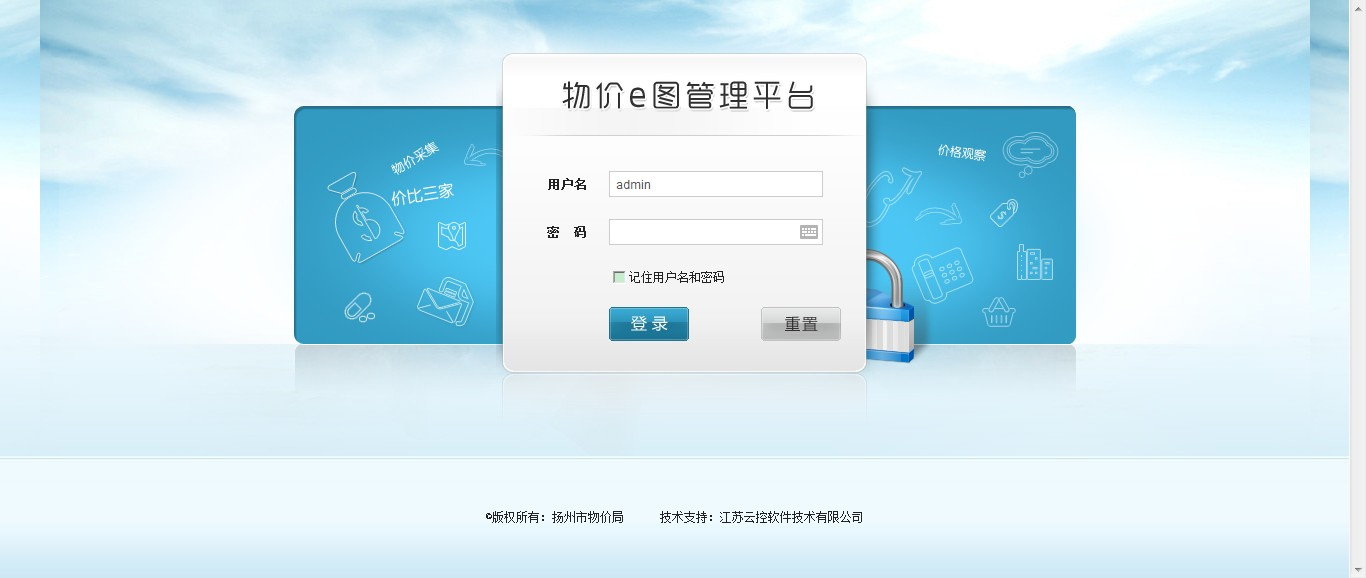 物价e图管理平台
物价采集
价比三家
价格观察
用户名 admin
密 码
记住用户名和密码
登录 重置
©版权所有：扬州市物价局 技术支持：江苏云控软件技术有限公司